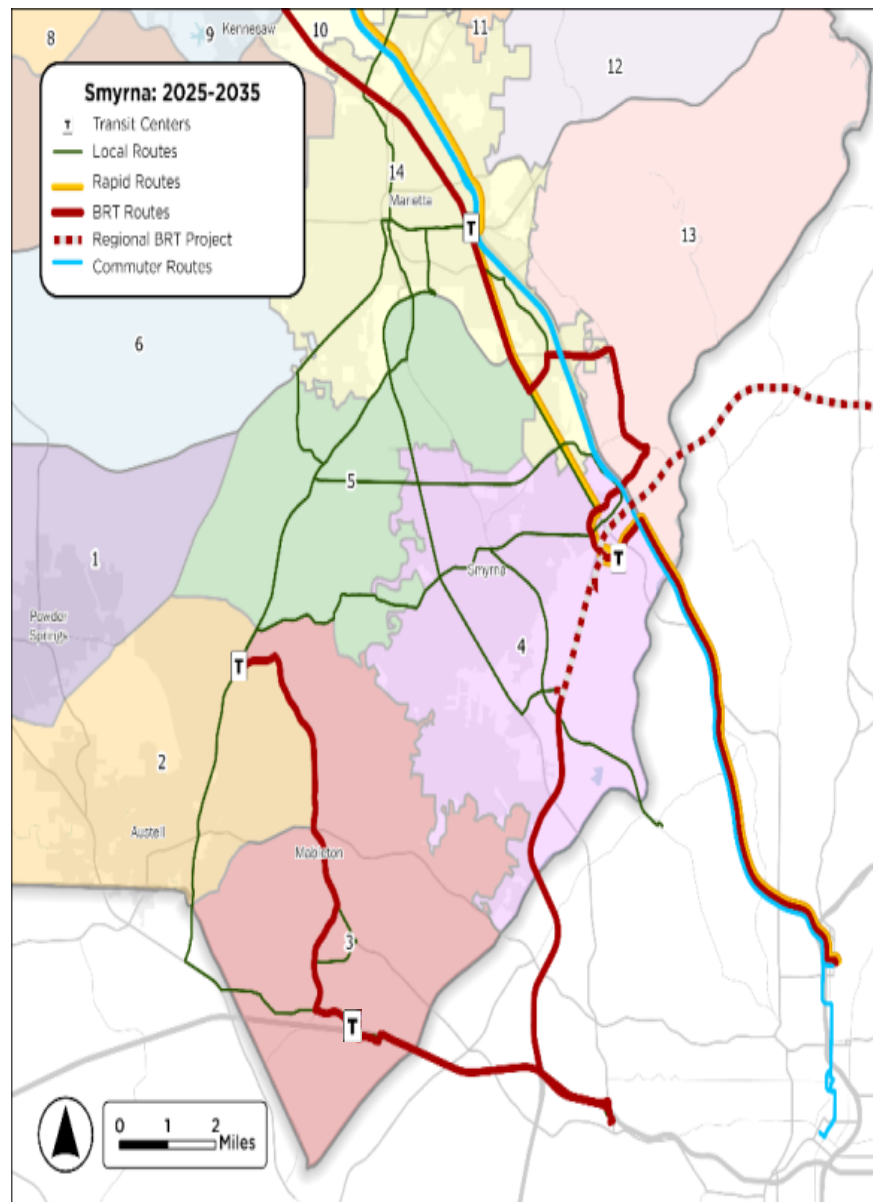 8
9
Kennesaw
10
11
12
Smyrna: 2025-2035
T Transit Centers
Local Routes
Rapid Routes
BRT Routes
Regional BRT Project
Commuter Routes
14
Marietta
T
13
6
5
1
Smyrna
T
Powder
Springs
4
T
2
Austell
Mableton
3
T
0 1 2
Miles